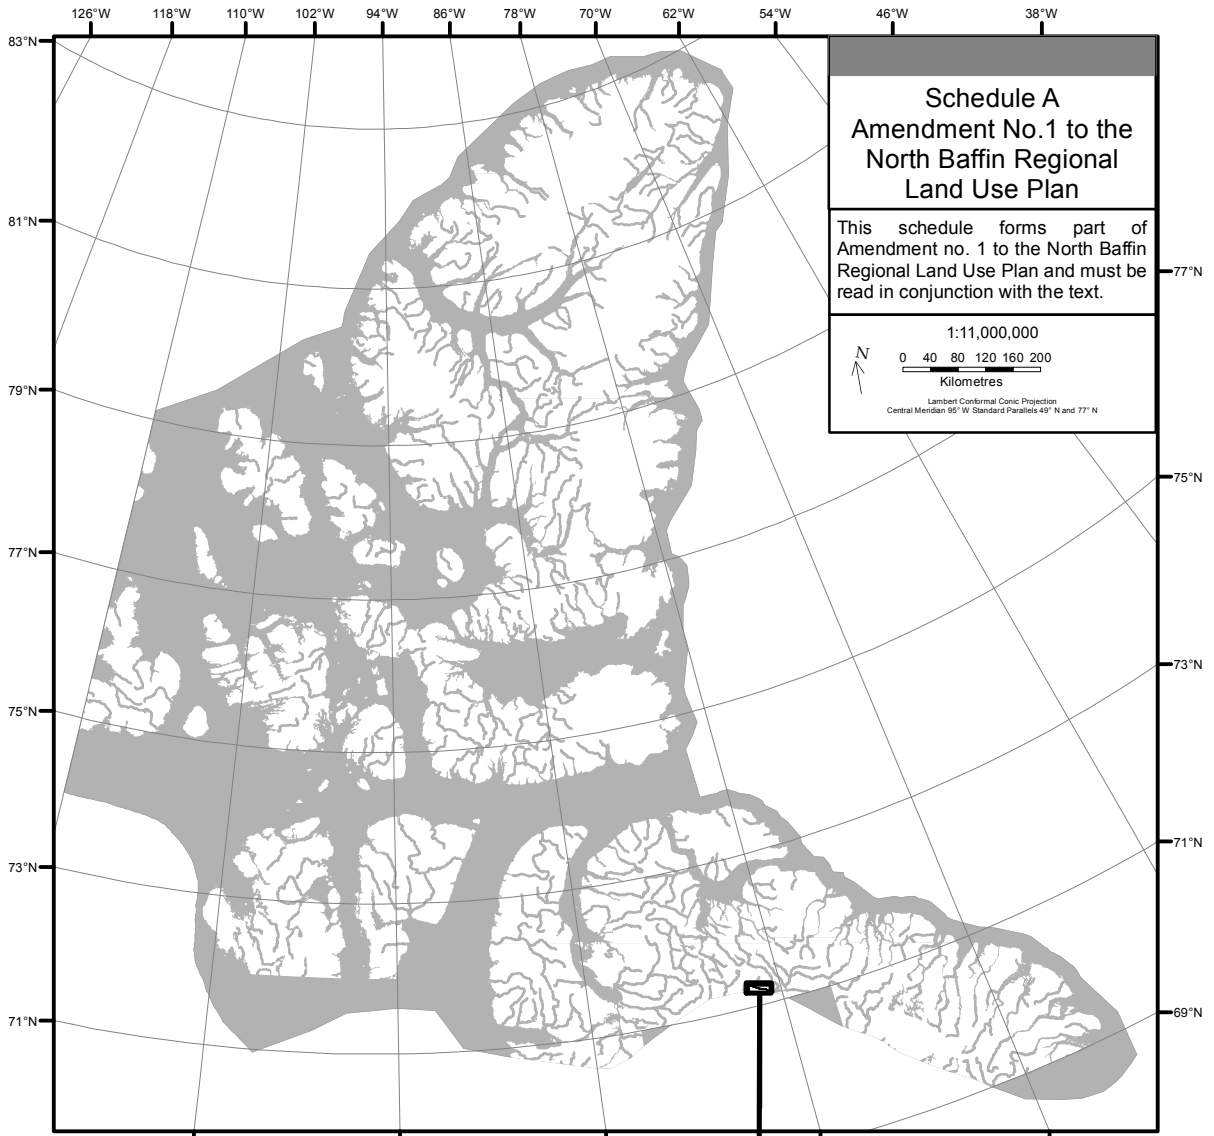 126°W 118°W 110°W 102°W 94°W 86°W 78°W 70°W 62°W 54°W 46°W 38°W
83°N
81°N
79°N
77°N
75°N
73°N
71°N
Schedule A
Amendment No.1 to the
North Baffin Regional
Land Use Plan
This schedule forms part of
Amendment no. 1 to the North Baffin
Regional Land Use Plan and must be
read in conjunction with the text.
1:11,000,000
N
0 40 80 120 160 200
Kilometres
Lambert Conformal Conic Projection
Central Meridian 95° W Standard Parallels 49° N and 77° N
77°N
75°N
73°N
71°N
69°N